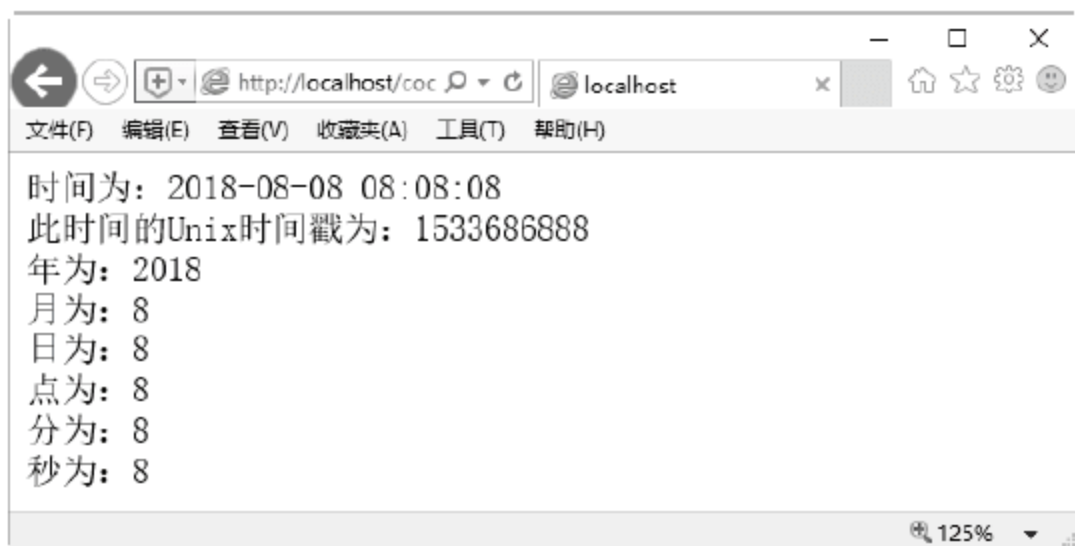 http://localhost/coc
localhost
文件(F) 编辑(E) 查看(V) 收藏夹(A) 工具(T) 帮助(H)
时间为：2018-08-08 08:08:08
此时间的Unix时间戳为：1533686888
年为：2018
月为：8
日为：8
点为：8
分为：8
秒为：8
125%